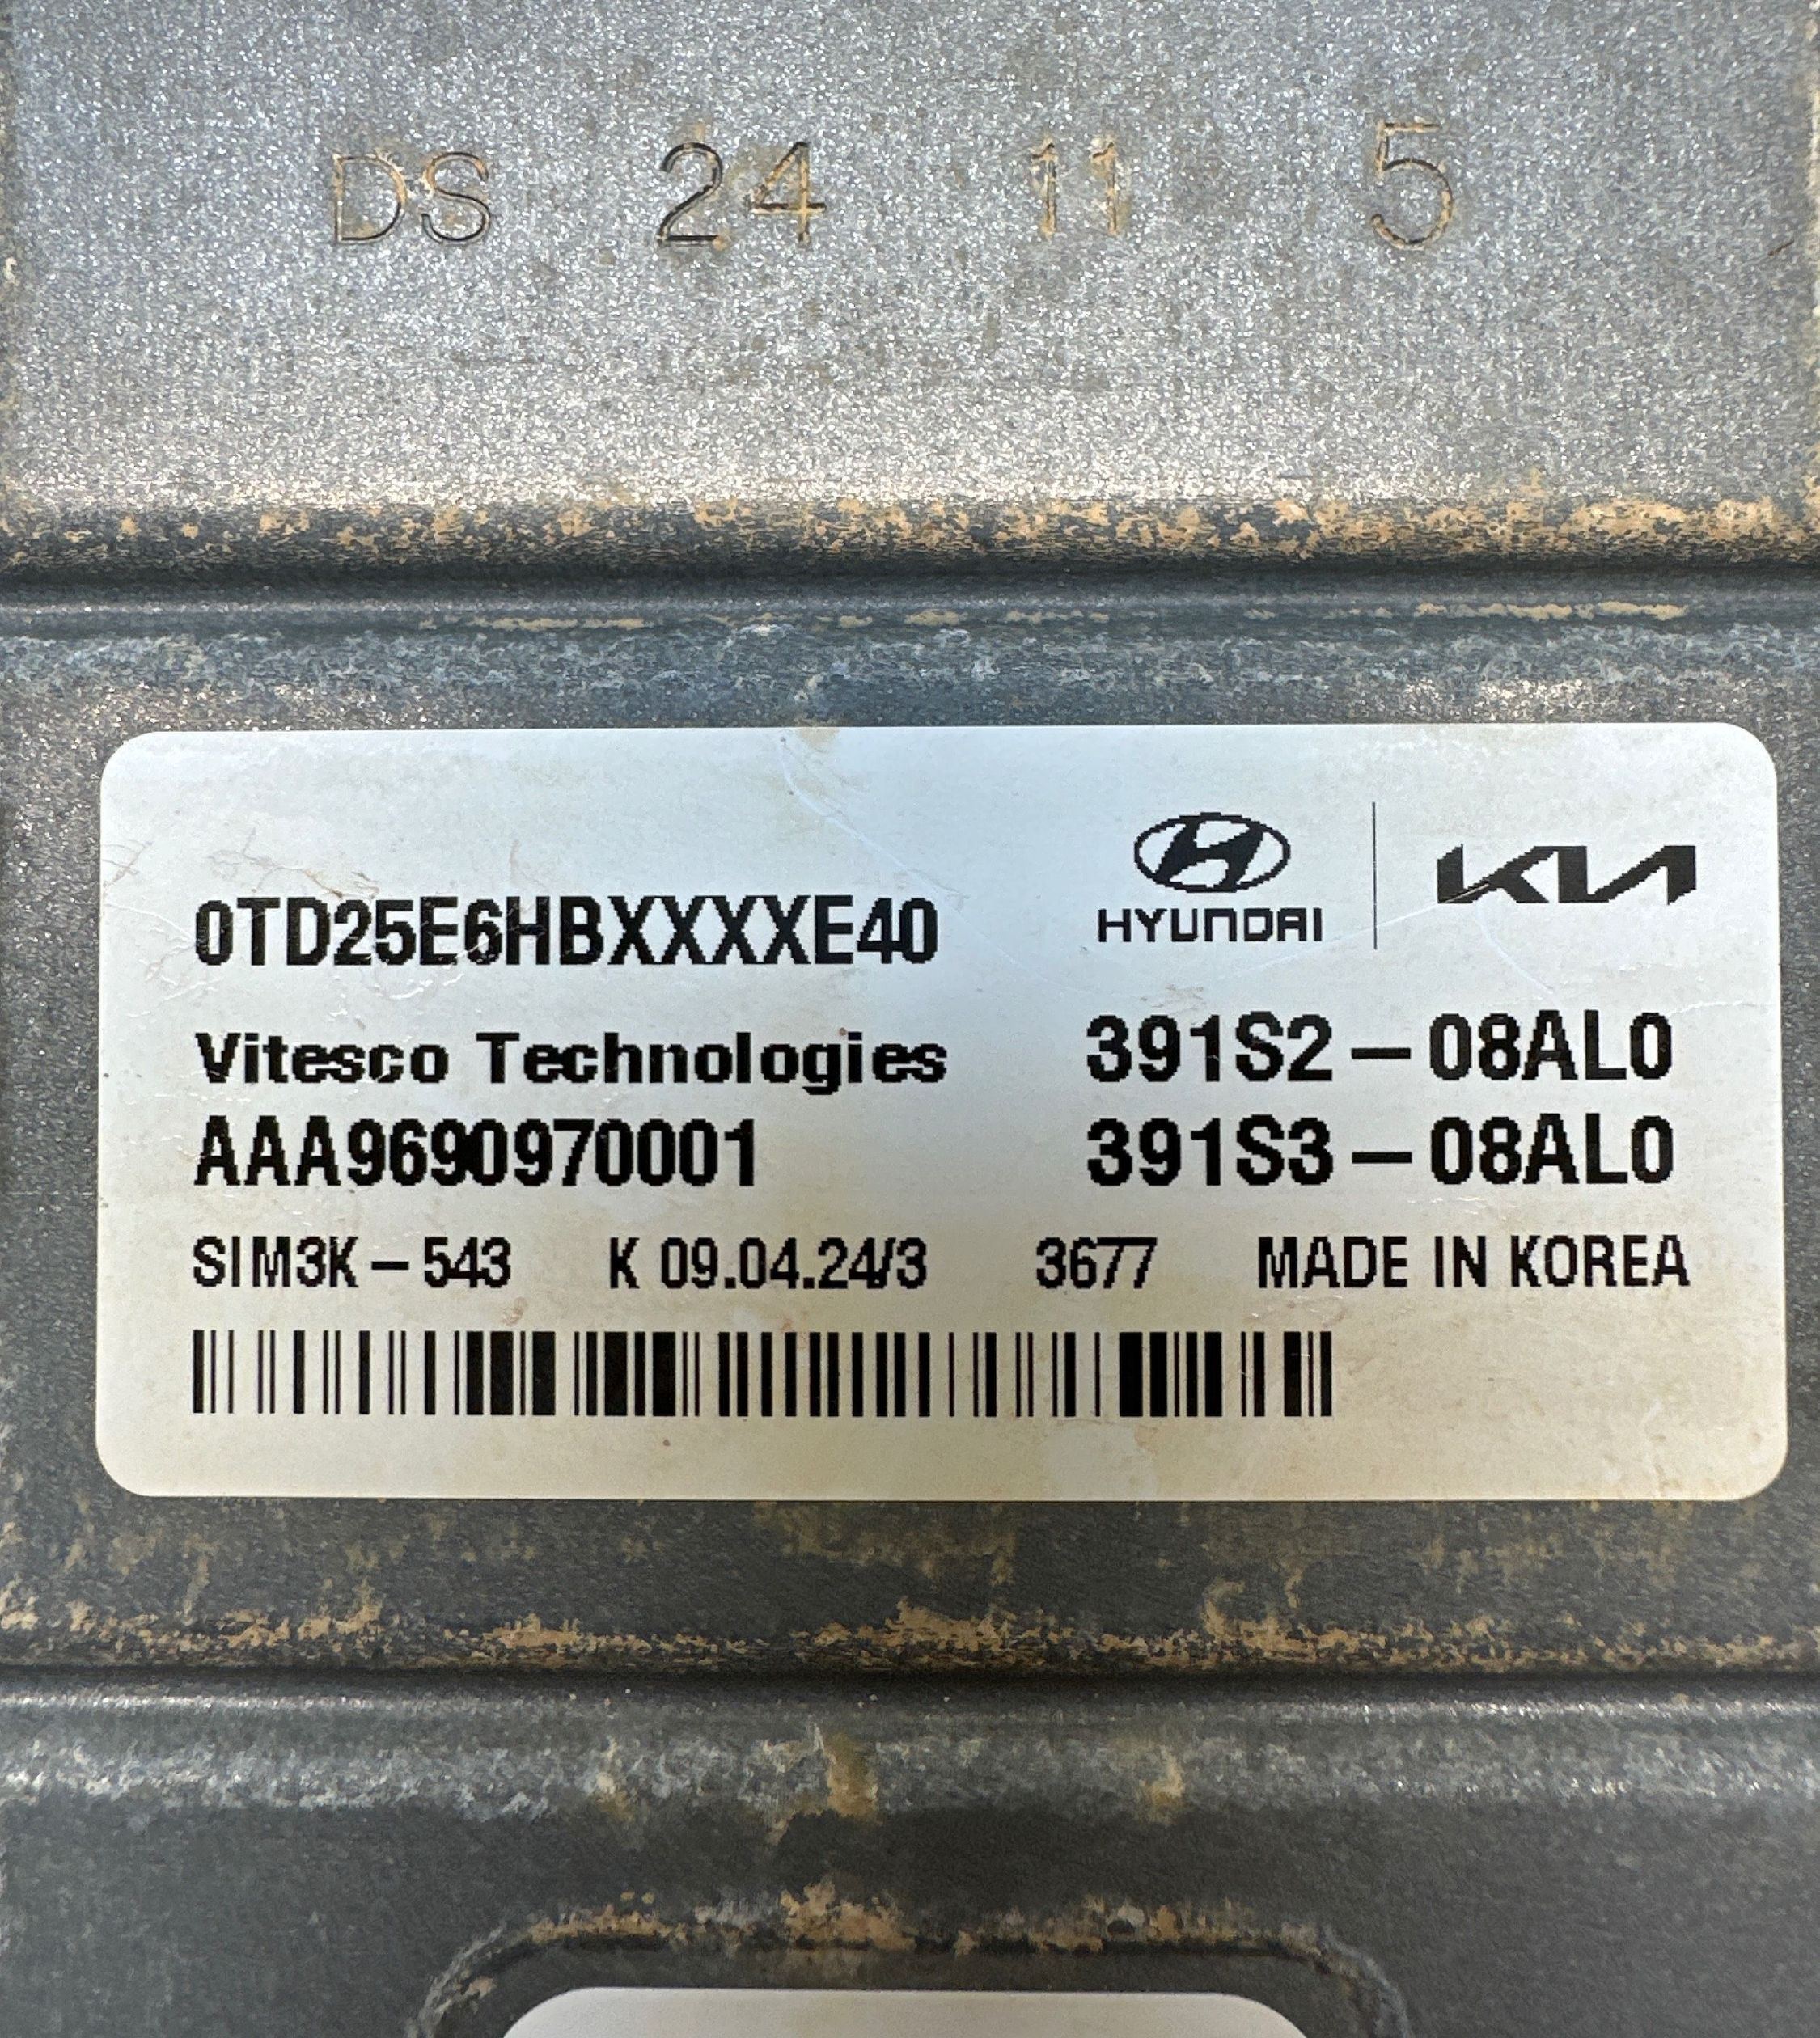 DS 24 11 5
HYUNDAI KIA
0TD25E6HBXXXXE40
Vitesco Technologies 391S2-08AL0
AAA9690970001 391S3-08AL0
SIM3K-543 K 09.04.24/3 3677 MADE IN KOREA